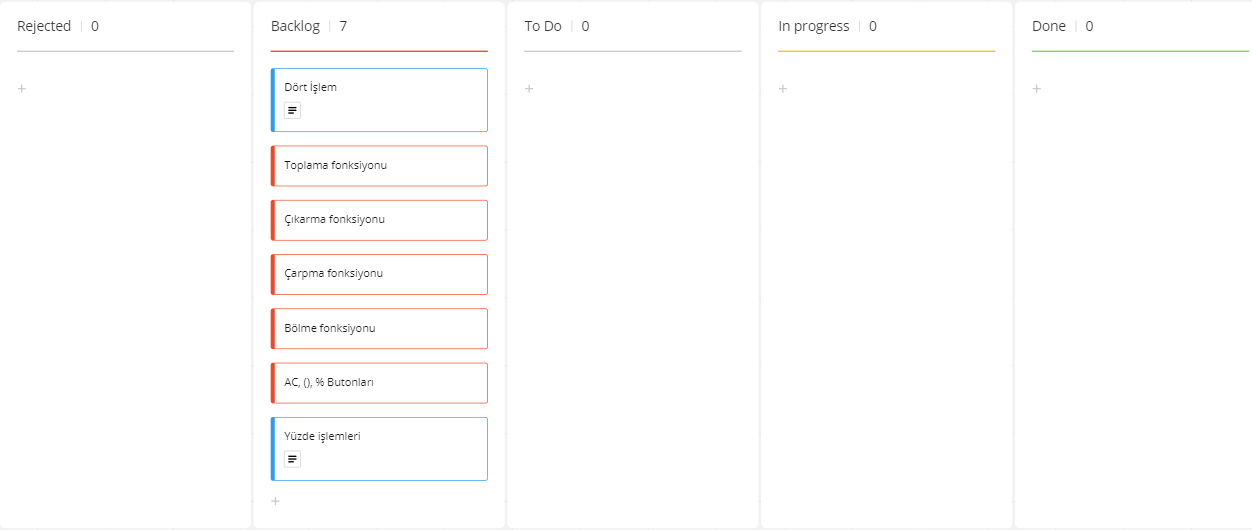 Rejected | 0
Backlog | 7
Dört İşlem
Toplama fonksiyonu
Çıkarma fonksiyonu
Çarpma fonksiyonu
Bölme fonksiyonu
AC, (), % Butonları
Yüzde işlemleri
+
To Do | 0
+
In progress | 0
+
Done | 0
+